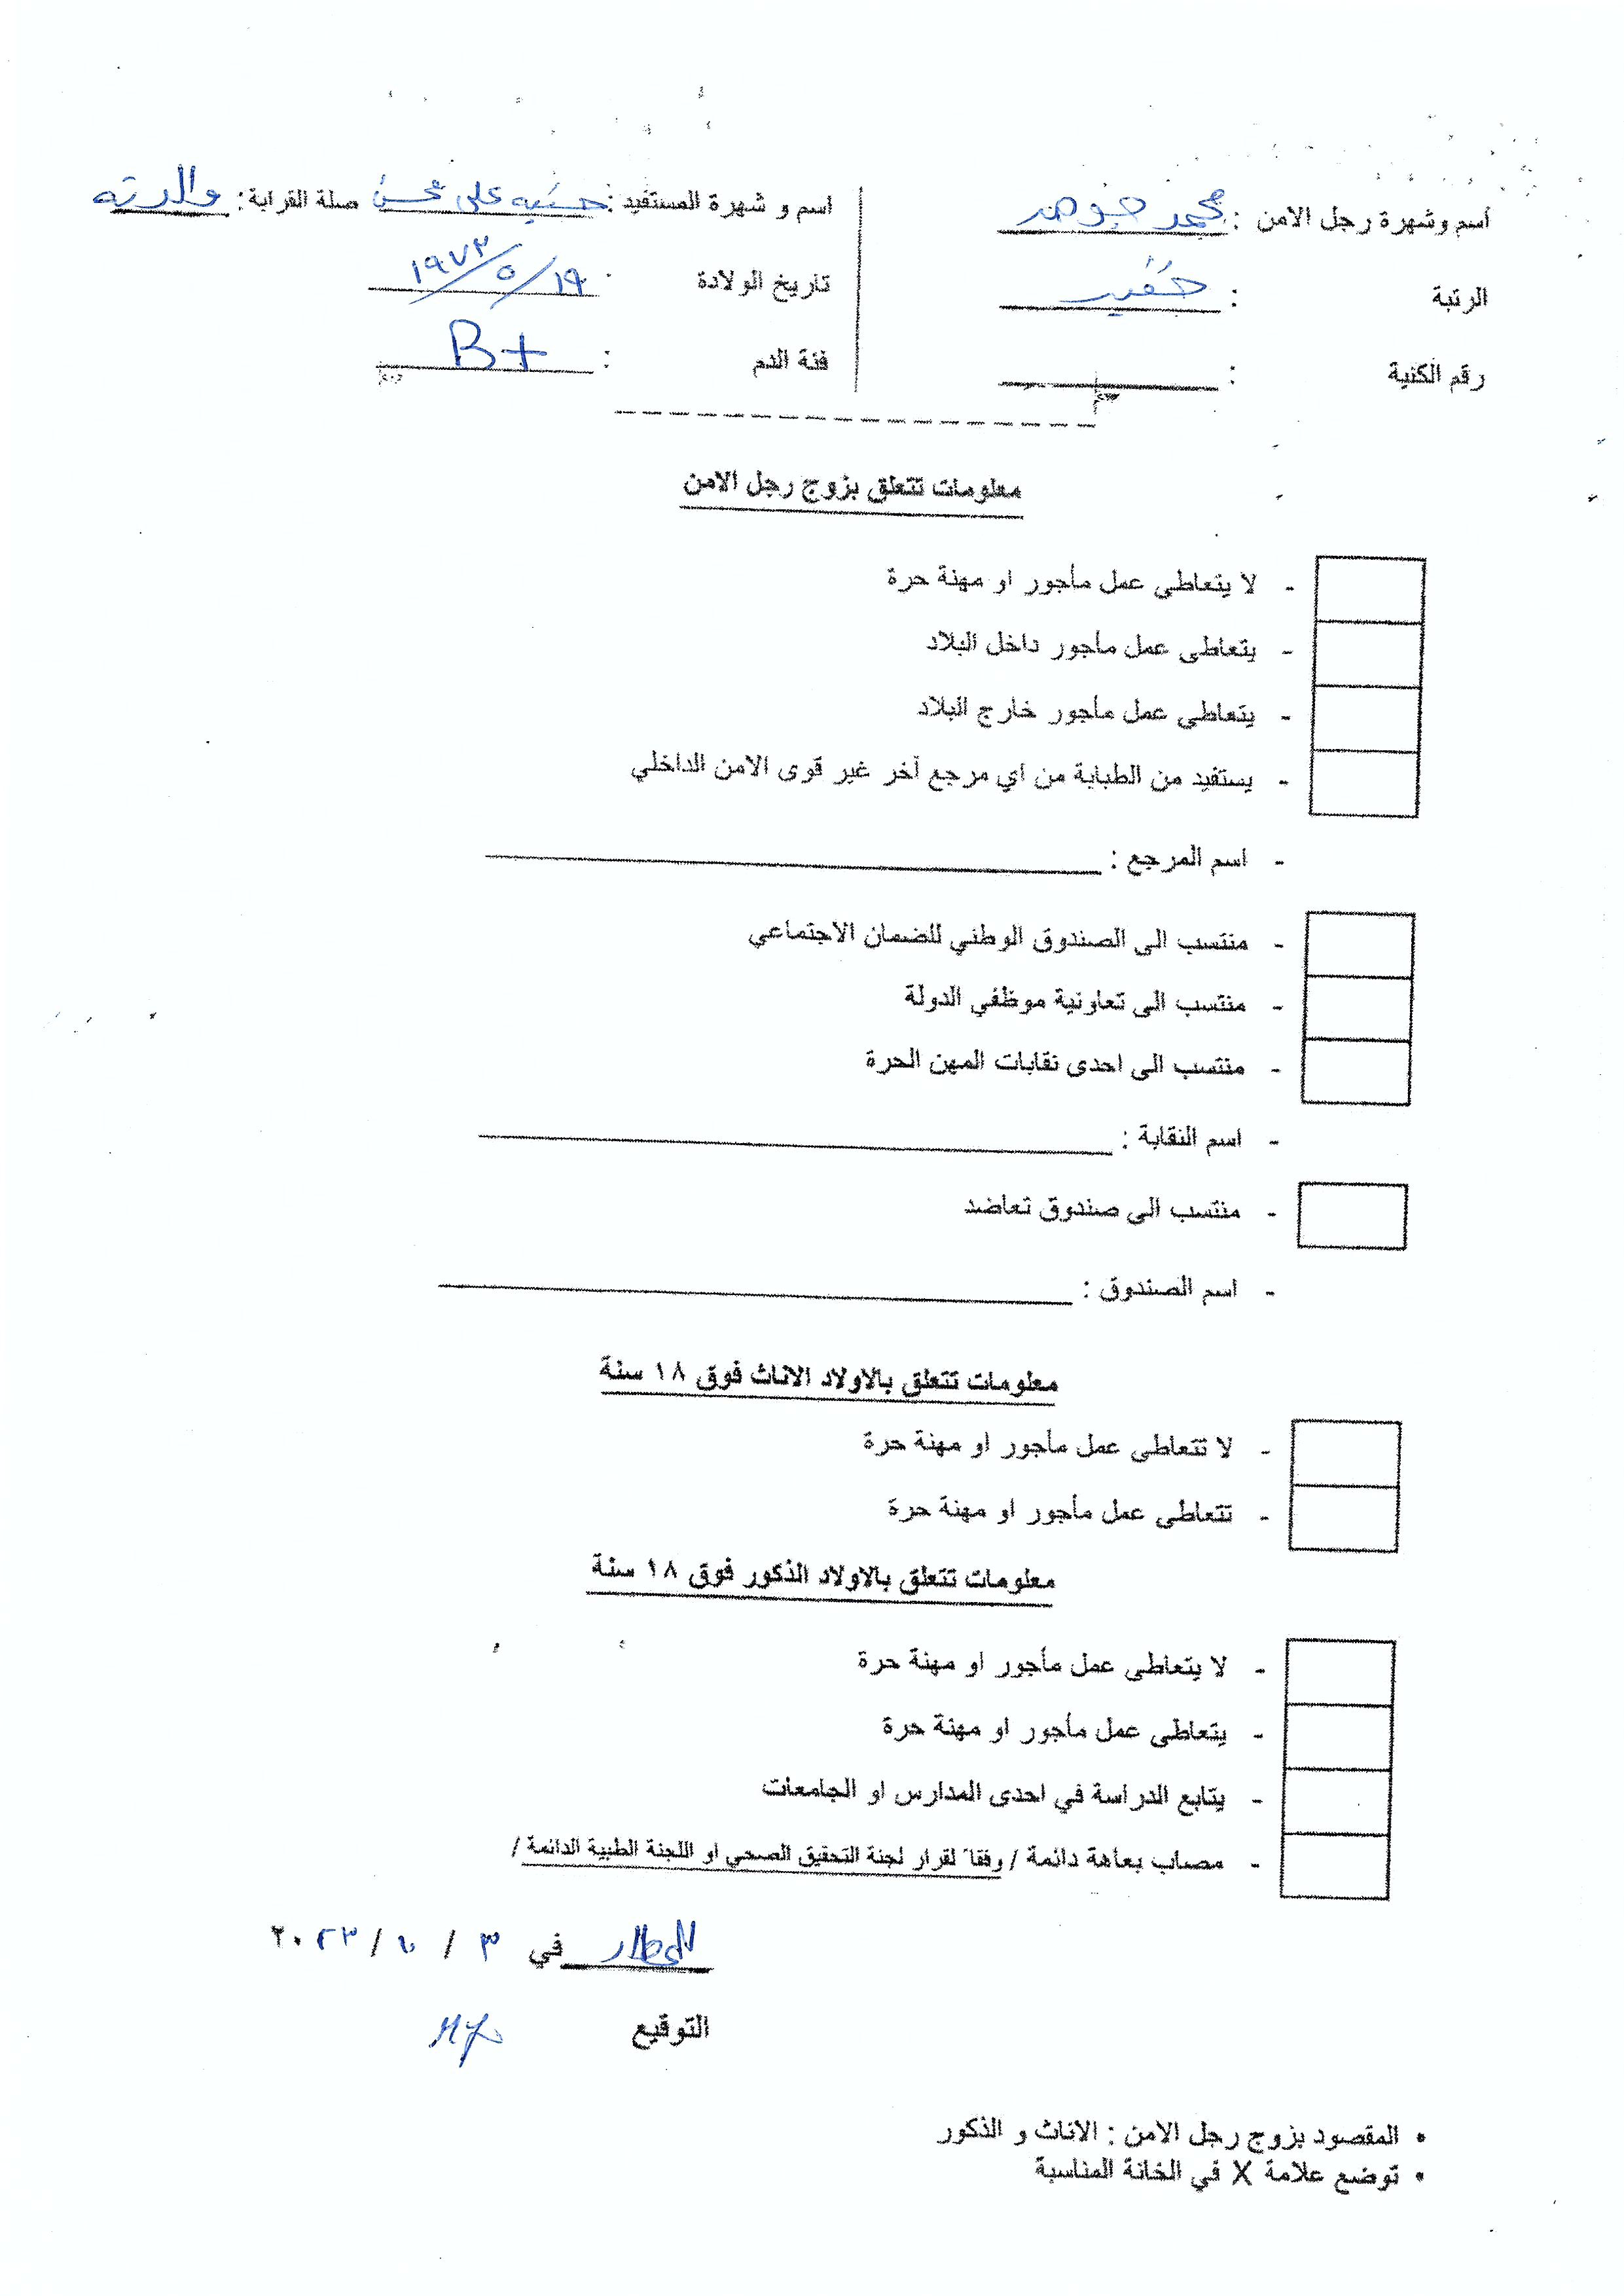 اسم وشهرة رجل الامن : محمد جوهر
الرتبة : خفير
رقم الكنية :
اسم و شهرة المستفيد : حسنيه علي محسن صلة القرابة: والدته
تاريخ الولادة : ١٩/٥/١٩٧٣
فئة الدم : B+
معلومات تتعلق بزوج رجل الامن
- لا يتعاطى عمل مأجور او مهنة حرة
- يتعاطى عمل مأجور داخل البلاد
- يتعاطى عمل مأجور خارج البلاد
- يستفيد من الطبابة من اي مرجع آخر غير قوى الامن الداخلي
- اسم المرجع :
- منتسب الى الصندوق الوطني للضمان الاجتماعي
- منتسب الى تعاونية موظفي الدولة
- منتسب الى احدى نقابات المهن الحرة
- اسم النقابة :
- منتسب الى صندوق تعاضد
- اسم الصندوق :
معلومات تتعلق بالاولاد الاناث فوق ١٨ سنة
- لا تتعاطى عمل مأجور او مهنة حرة
- تتعاطى عمل مأجور او مهنة حرة
معلومات تتعلق بالاولاد الذكور فوق ١٨ سنة
- لا يتعاطى عمل مأجور او مهنة حرة
- يتعاطى عمل مأجور او مهنة حرة
- يتابع الدراسة في احدى المدارس او الجامعات
- مصاب بعاهة دائمة / وفقاً لقرار لجنة التحقيق الصحي او اللجنة الطبية الدائمة /
المطار في ٣ / ١٠ / ٢٠٢٣
التوقيع
• المقصود بزوج رجل الامن : الاناث و الذكور
• توضع علامة X في الخانة المناسبة